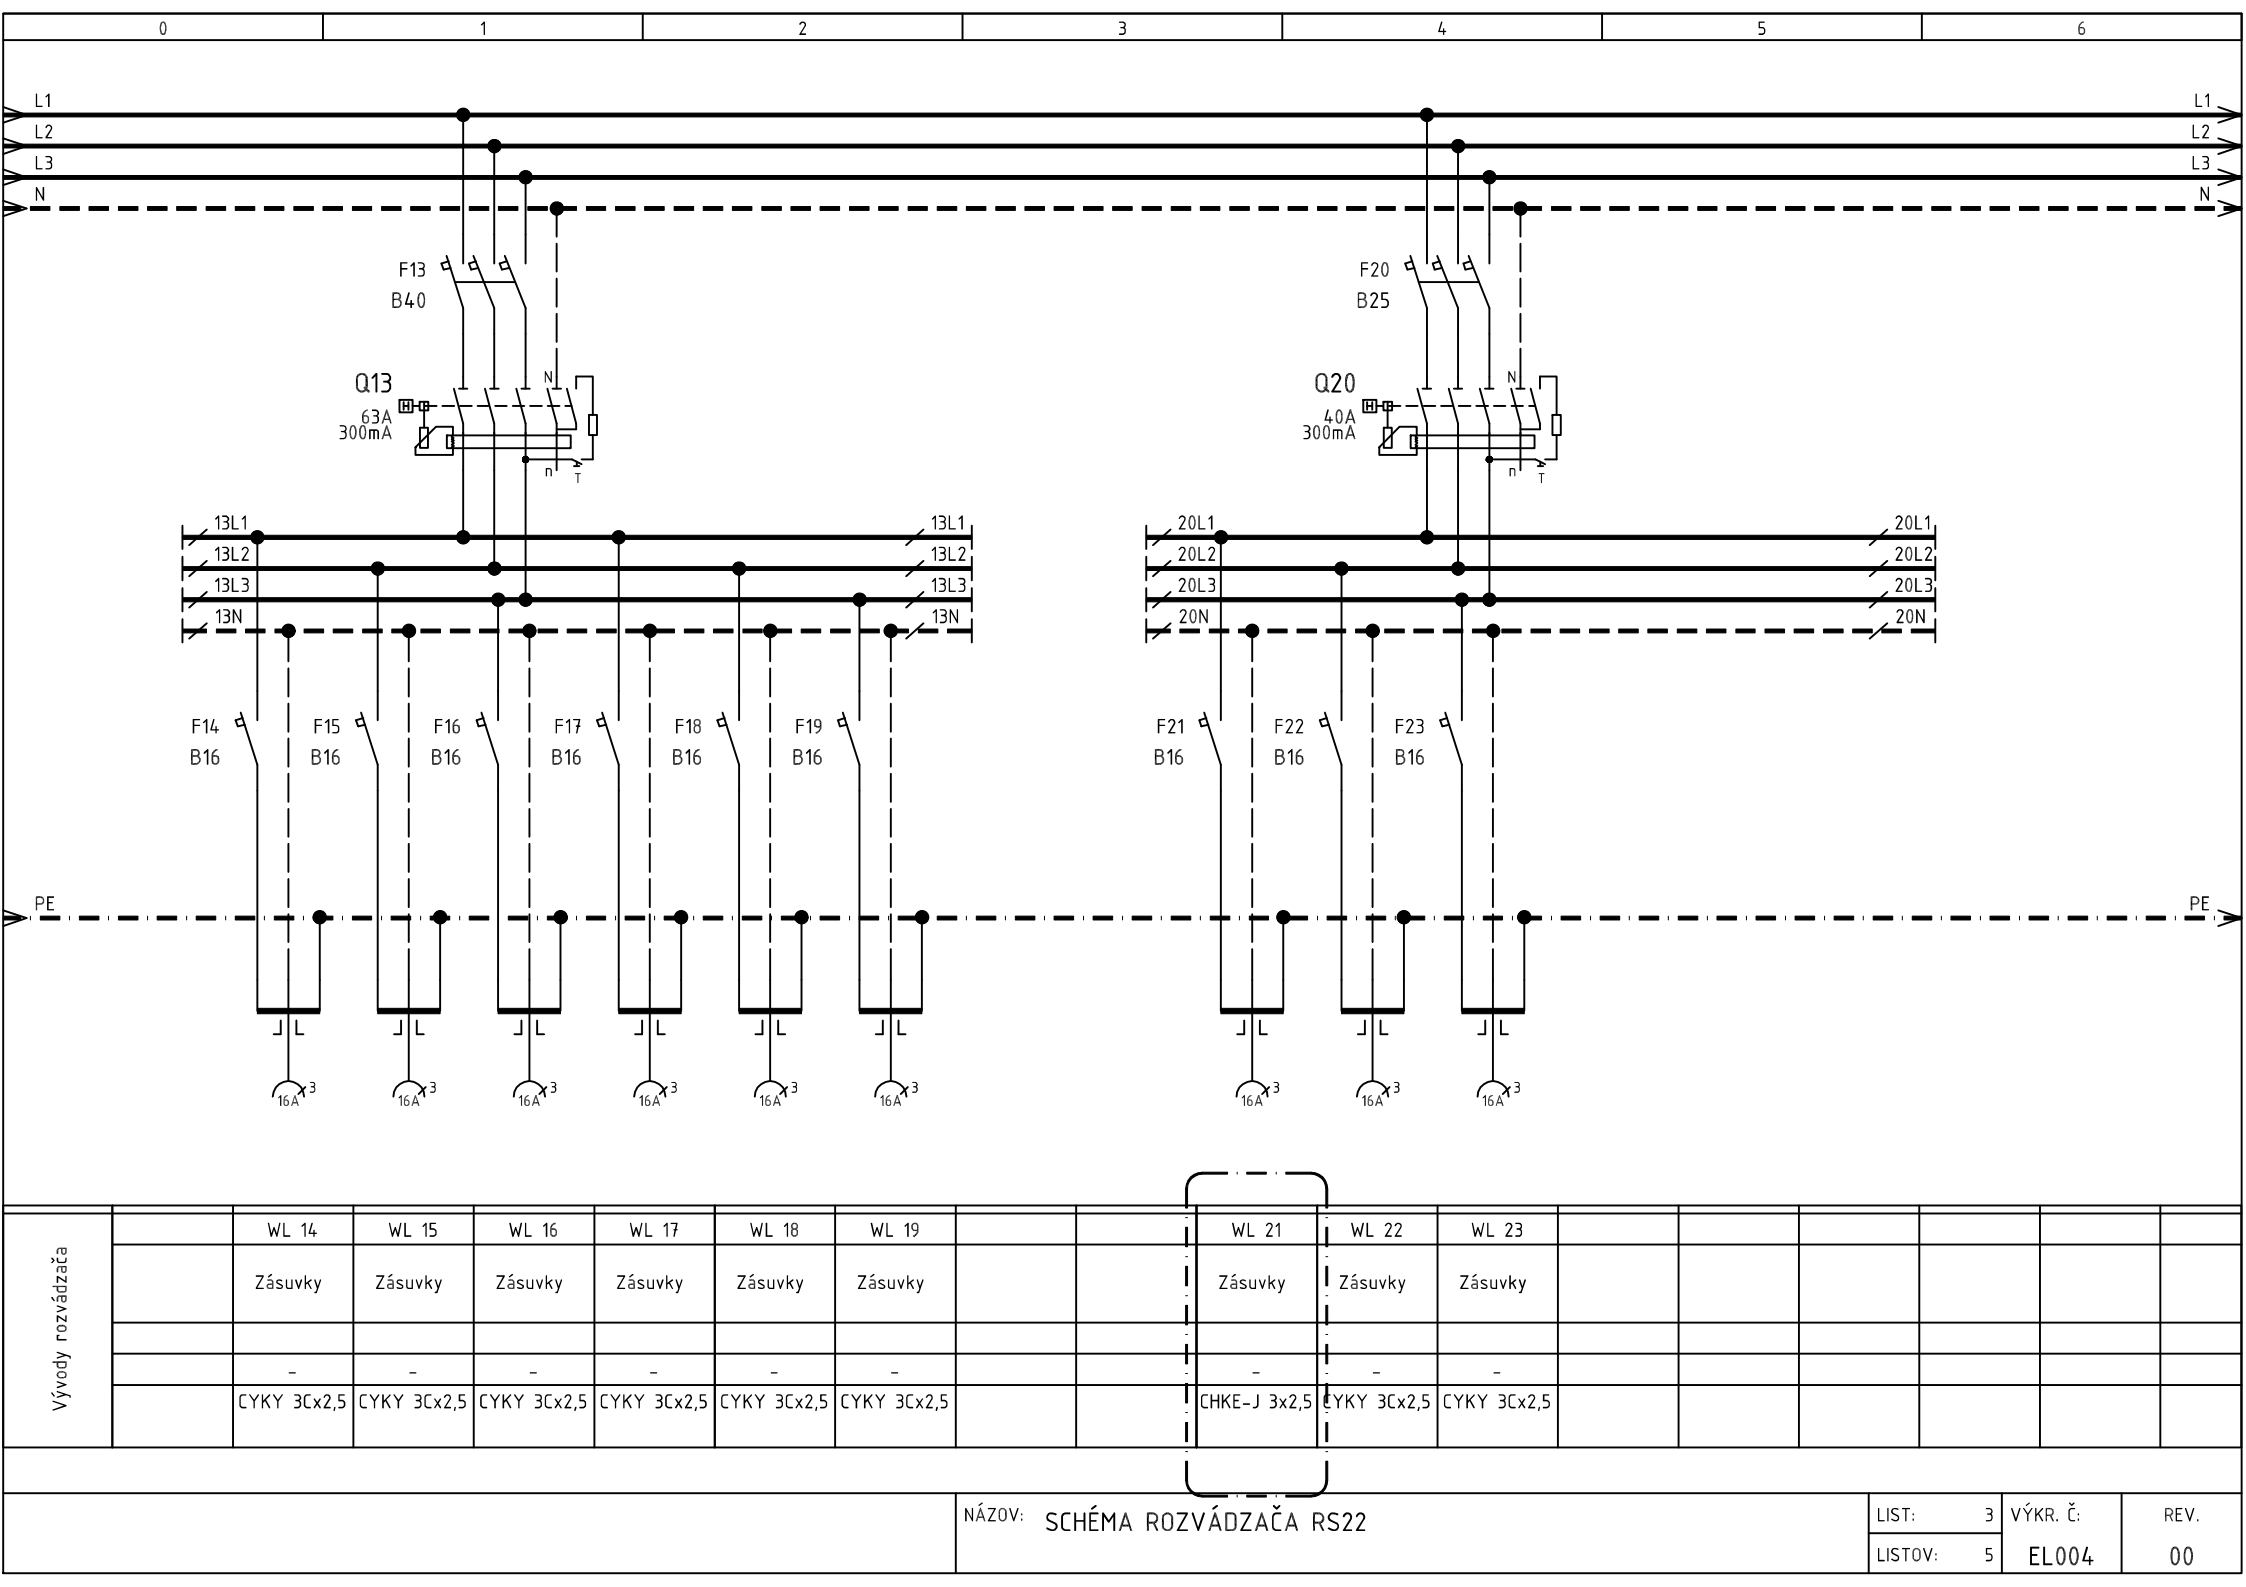 0 1 2 3 4 5 6
L1 L1
L2 L2
L3 L3
N N
F13 F20
B40 B25
N N
Q13 Q20
63A 40A
300mA 300mA
n T n T
13L1 13L1 20L1 20L1
13L2 13L2 20L2 20L2
13L3 13L3 20L3 20L3
13N 13N 20N 20N
F14 F15 F16 F17 F18 F19 F21 F22 F23
B16 B16 B16 B16 B16 B16 B16 B16 B16
PE PE
3 3 3 3 3 3 3 3 3
16A 16A 16A 16A 16A 16A 16A 16A 16A
Vývody rozvádzača
WL 14 WL 15 WL 16 WL 17 WL 18 WL 19 WL 21 WL 22 WL 23
Zásuvky Zásuvky Zásuvky Zásuvky Zásuvky Zásuvky Zásuvky Zásuvky Zásuvky
- - - - - - - - -
CYKY 3Cx2,5 CYKY 3Cx2,5 CYKY 3Cx2,5 CYKY 3Cx2,5 CYKY 3Cx2,5 CYKY 3Cx2,5 CHKE-J 3x2,5 CYKY 3Cx2,5 CYKY 3Cx2,5
NÁZOV: SCHÉMA ROZVÁDZAČA RS22
LIST: 3 VÝKR. Č: REV.
LISTOV: 5 EL004 00